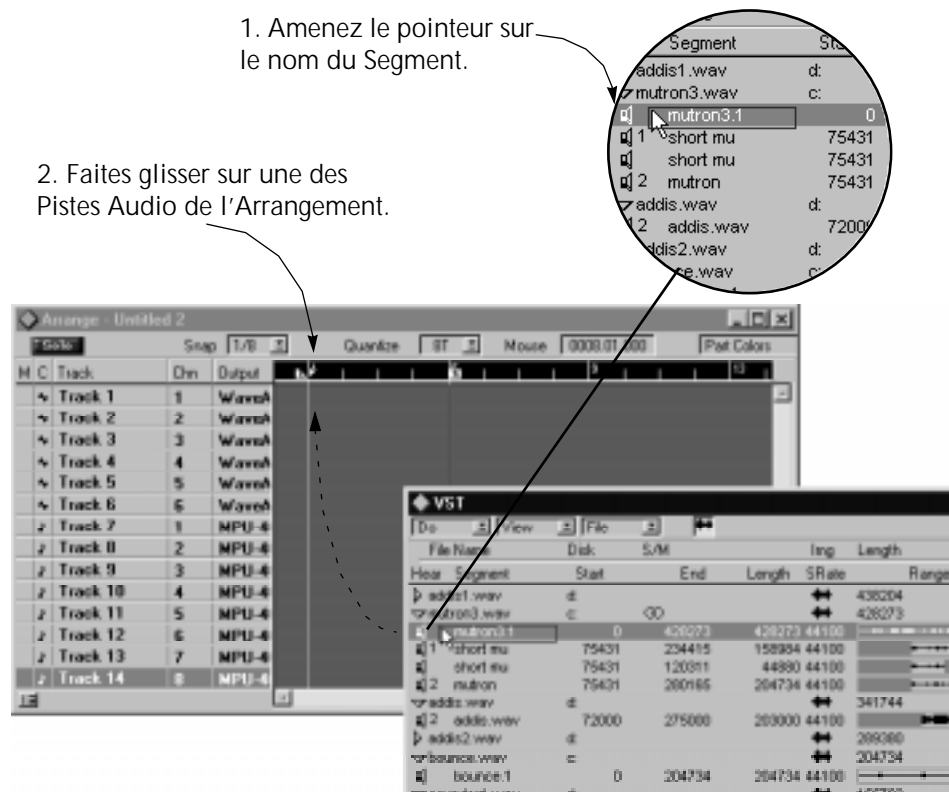 1. Amenez le pointeur sur
le nom du Segment.
Segment
addis1.wav d:
mutron3.wav c:
mutron3.1 0
1 short mu 75431
short mu 75431
2 mutron 75431
addis.wav d:
2 addis.wav
d:
2. Faites glisser sur une des
Pistes Audio de l'Arrangement.
Arrange - Untitled 2
Solo Snap 1/8 Quantize 8T Mouse 0008.01.000 Part Colors
M C Track Chn Output 9 13
Track 1 1
Track 2 2
Track 3 3
Track 4 4
Track 5 5
Track 6 6
Track 7 1
Track 8 2
Track 9 3
Track 10 4
Track 11 5
Track 12 6
Track 13 7
Track 14 8
VST
Do View File
File Name Disk S/M Img Length
Hear Segment Start End Length SRate Range
addis1.wav d: 438204
mutron3.wav c: 428273
mutron3.1 0 428273 428273 44100
1 short mu 75431 234415 158984 44100
short mu 75431 120311 44880 44100
2 mutron 75431 280165 204734 44100
addis.wav d: 341744
2 addis.wav 72000 275000 203000 44100
addis2.wav d: 289380
bounce.wav c: 204734
bounce.1 0 204734 204734 44100